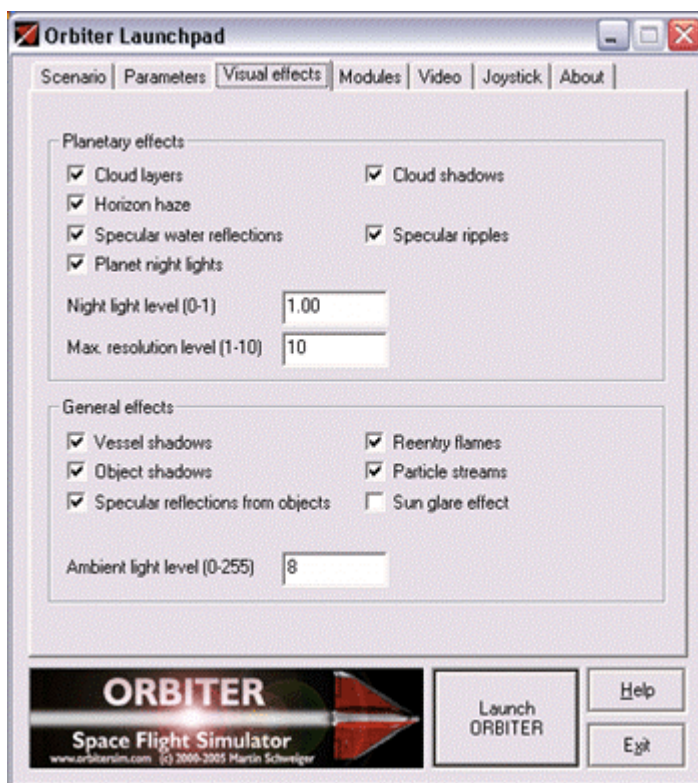 Orbiter Launchpad
Scenario Parameters Visual effects Modules Video Joystick About
Planetary effects
Cloud layers Cloud shadows
Horizon haze
Specular water reflections Specular ripples
Planet night lights
Night light level (0-1) 1.00
Max. resolution level (1-10) 10
General effects
Vessel shadows Reentry flames
Object shadows Particle streams
Specular reflections from objects Sun glare effect
Ambient light level (0-255) 8
ORBITER
Space Flight Simulator
www.orbitersim.com (c) 2000-2005 Martin Schweiger
Launch
ORBITER
Help
Exit